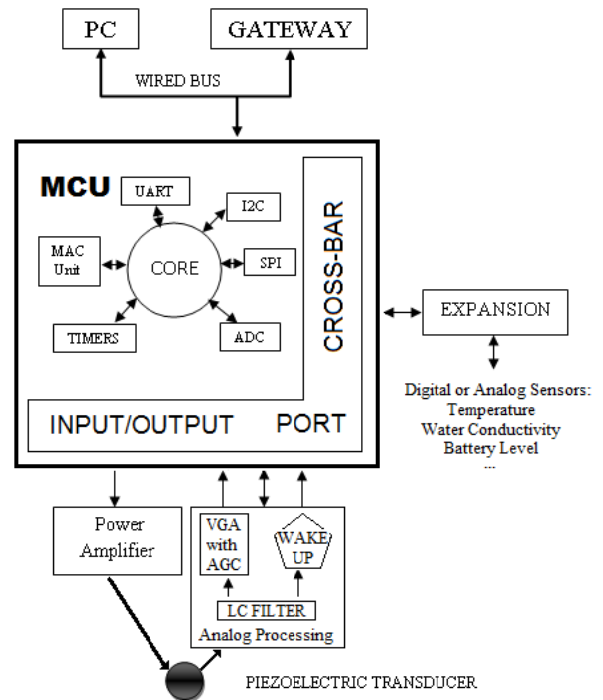 PC
GATEWAY
WIRED BUS
MCU
UART
I2C
MAC
Unit
CORE
SPI
TIMERS
ADC
CROSS-BAR
INPUT/OUTPUT PORT
EXPANSION
Digital or Analog Sensors:
Temperature
Water Conductivity
Battery Level
...
Power
Amplifier
VGA
with
AGC
WAKE
UP
LC FILTER
Analog Processing
PIEZOELECTRIC TRANSDUCER